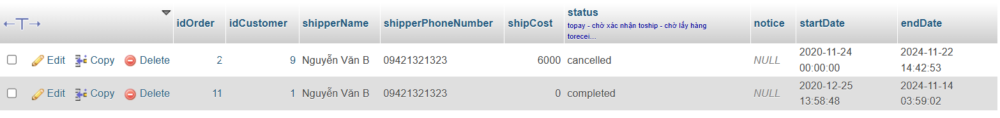 idOrder idCustomer shipperName shipperPhoneNumber shipCost status notice startDate endDate
topay - chờ xác nhận toship - chờ lấy hàng
torecei...
Edit Copy Delete 2 9 Nguyễn Văn B 09421321323 6000 cancelled NULL 2020-11-24 00:00:00 2024-11-22 14:42:53
Edit Copy Delete 11 1 Nguyễn Văn B 09421321323 0 completed NULL 2020-12-25 13:58:48 2024-11-14 03:59:02